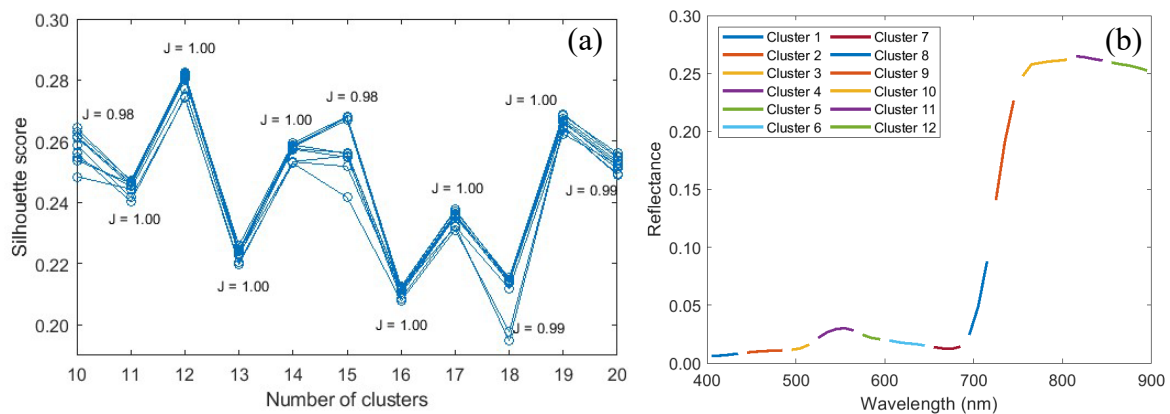 (a)
Silhouette score
0.30
0.28
0.26
0.24
0.22
0.20
J = 0.98
J = 1.00
J = 1.00
J = 1.00
J = 1.00
J = 0.98
J = 1.00
J = 1.00
J = 0.99
J = 1.00
J = 0.99
10 11 12 13 14 15 16 17 18 19 20
Number of clusters
(b)
Reflectance
0.30
0.25
0.20
0.15
0.10
0.05
0.00
Cluster 1 Cluster 7
Cluster 2 Cluster 8
Cluster 3 Cluster 9
Cluster 4 Cluster 10
Cluster 5 Cluster 11
Cluster 6 Cluster 12
400 500 600 700 800 900
Wavelength (nm)